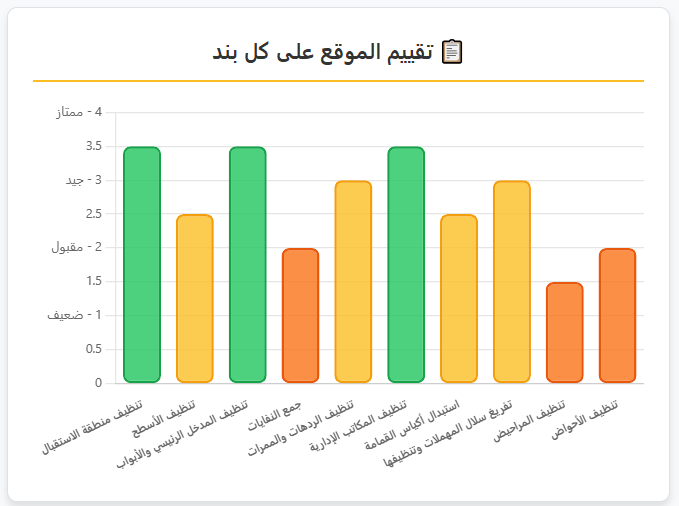 📋 تقييم الموقع على كل بند
4 - ممتاز
3.5
3 - جيد
2.5
2 - مقبول
1.5
1 - ضعيف
0.5
0
تنظيف منطقة الاستقبال
تنظيف الأسطح
تنظيف المدخل الرئيسي والأبواب
جمع النفايات
تنظيف الردهات والممرات
تنظيف المكاتب الإدارية
استبدال أكياس القمامة
تفريغ سلال المهملات وتنظيفها
تنظيف المراحيض
تنظيف الأحواض